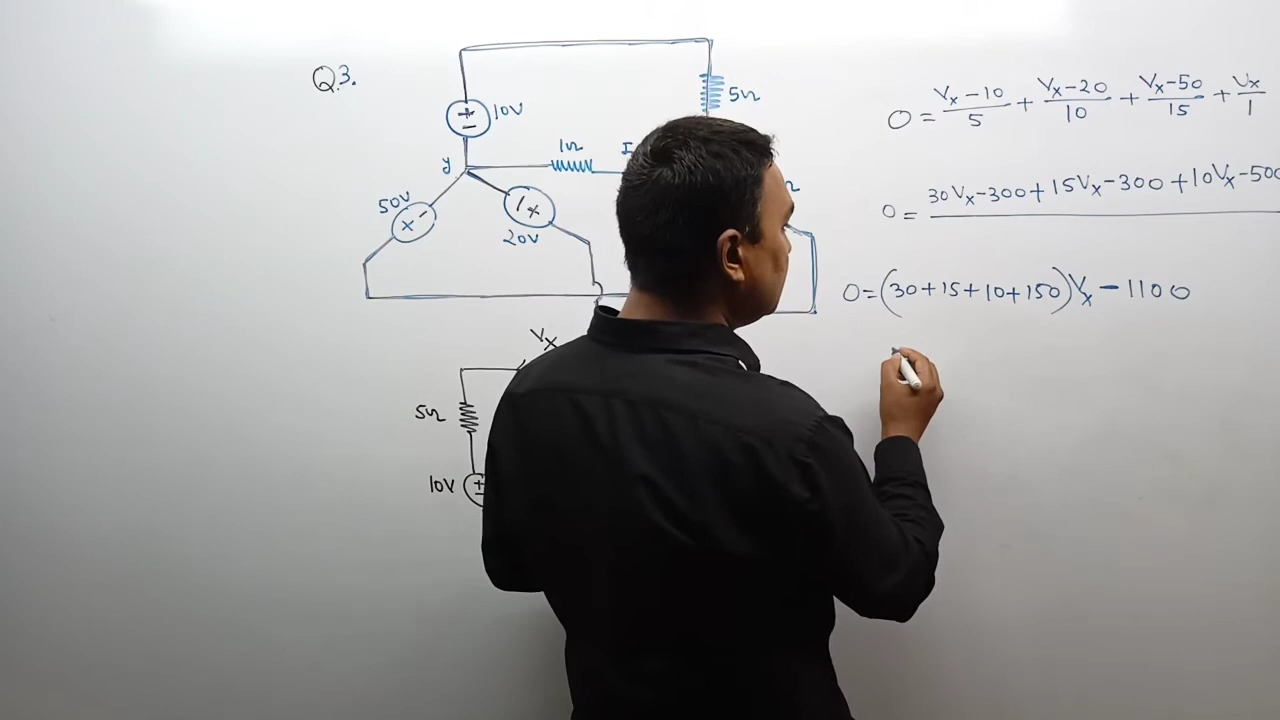 Q.3.
10V
5Ω
1Ω
I
y
50V
20V
Ω
Vx
5Ω
10V
0 = Vx-10/5 + Vx-20/10 + Vx-50/15 + Vx/1
0 = 30Vx-300+15Vx-300+10Vx-500
0=(30+15+10+150)Vx - 1100